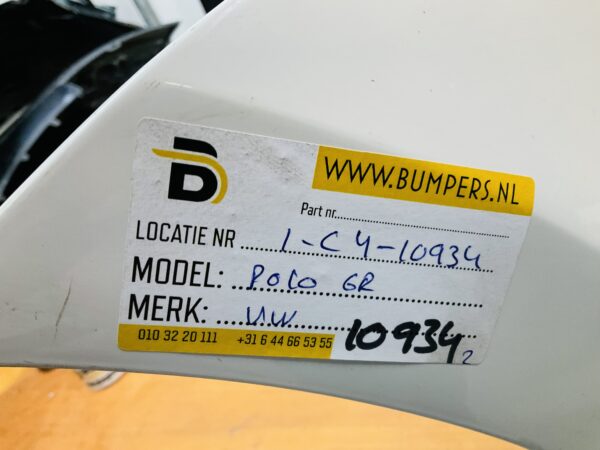 B
WWW.BUMPERS.NL
Part nr.
LOCATIE NR 1-C4-10934
MODEL: POLO 6R
MERK: VW
010 32 20 111 +31 6 44 66 53 55 10934 2